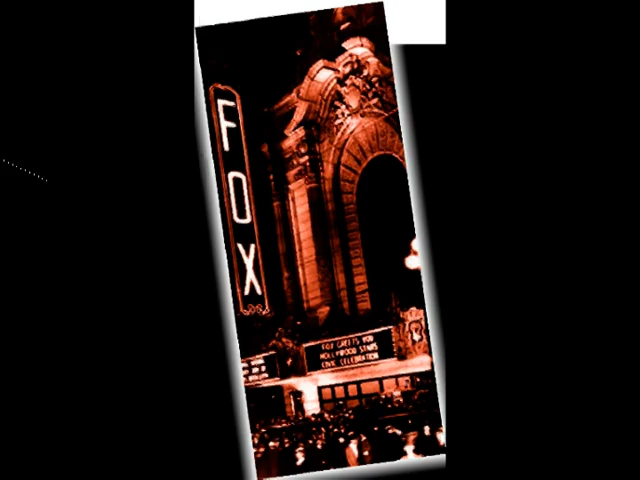 FOX
FOX GREETS YOU
HOLLYWOOD STARS
CIVIC CELEBRATION